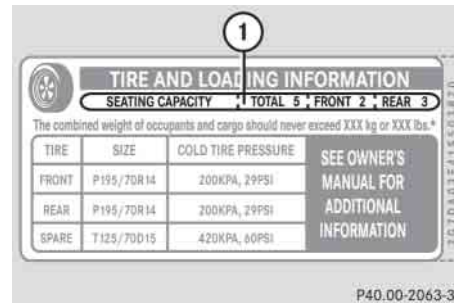 1
TIRE AND LOADING INFORMATION
SEATING CAPACITY TOTAL 5 FRONT 2 REAR 3
The combined weight of occupants and cargo should never exceed XXX kg or XXX lbs.*
TIRE SIZE COLD TIRE PRESSURE SEE OWNER'S MANUAL FOR ADDITIONAL INFORMATION
FRONT P195/70R14 200KPA, 29PSI
REAR P195/70R14 200KPA, 29PSI
SPARE T125/70D15 420KPA, 60PSI
P40.00-2063-3